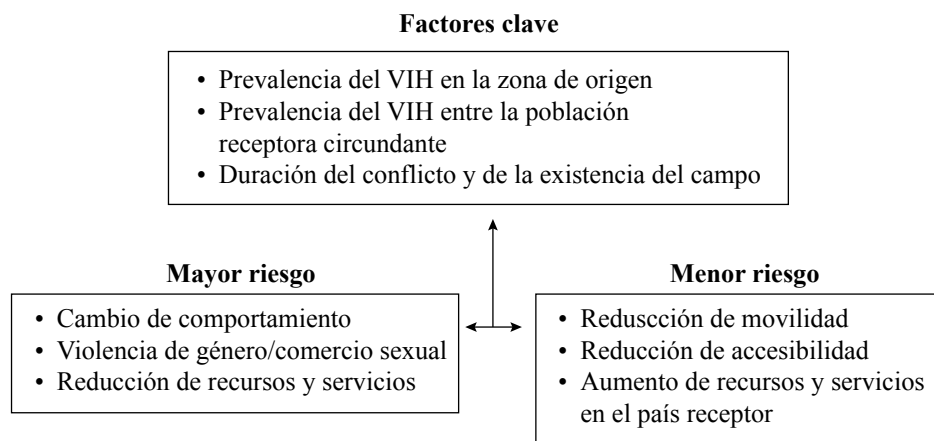 Factores clave
• Prevalencia del VIH en la zona de origen
• Prevalencia del VIH entre la población
receptora circundante
• Duración del conflicto y de la existencia del campo
Mayor riesgo
• Cambio de comportamiento
• Violencia de género/comercio sexual
• Reducción de recursos y servicios
Menor riesgo
• Reduscción de movilidad
• Reducción de accesibilidad
• Aumento de recursos y servicios
en el país receptor